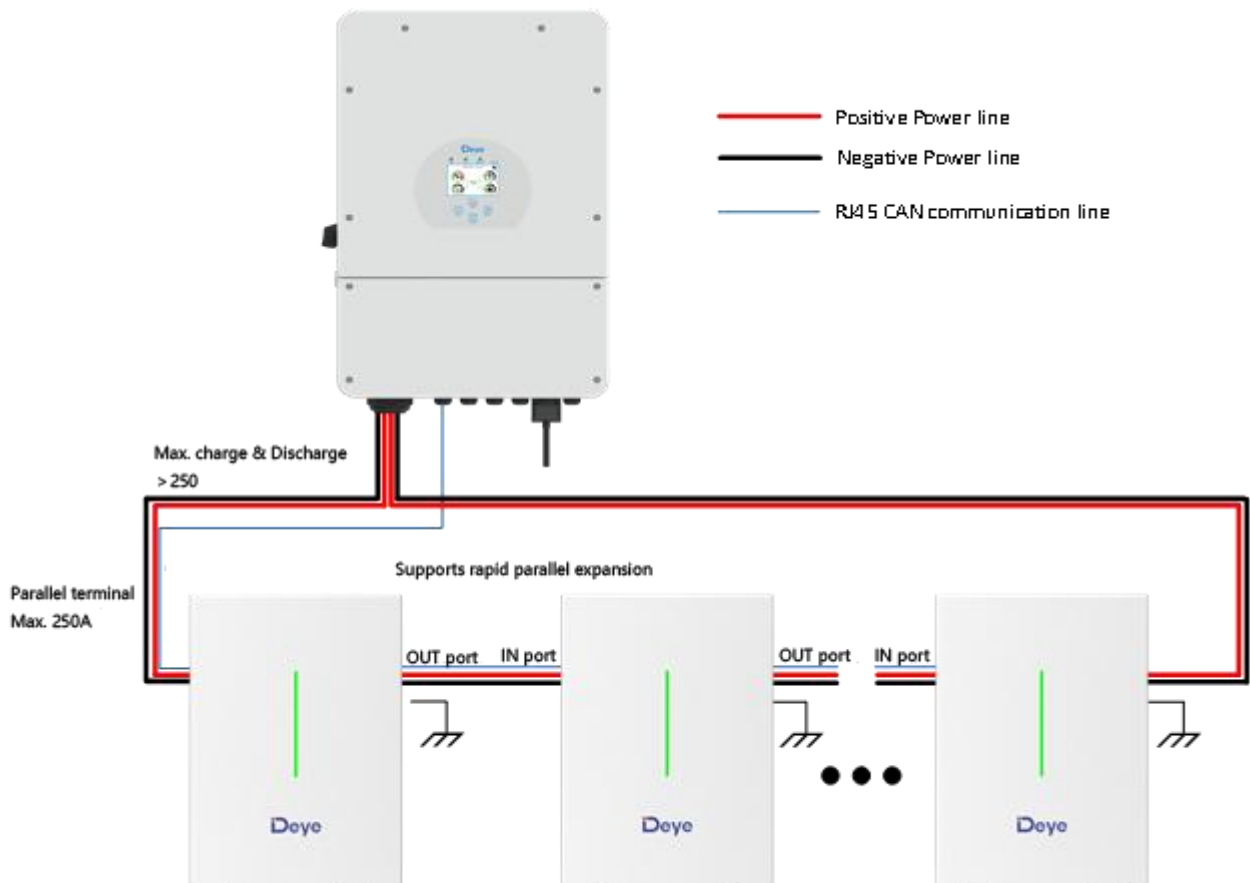 Deye
Positive Power line
Negative Power line
RJ45 CAN communication line
Max. charge & Discharge
> 250
Parallel terminal
Max. 250A
Supports rapid parallel expansion
OUT port
IN port
OUT port
IN port
Deye
Deye
Deye